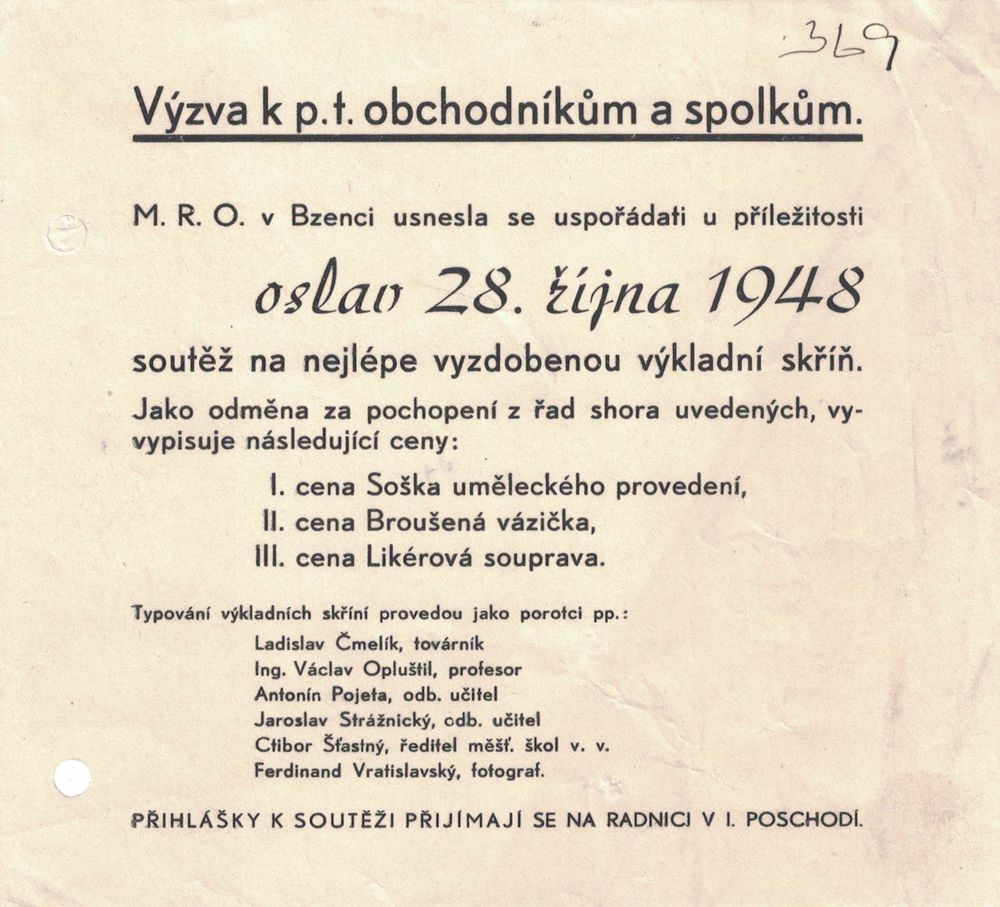 369
Výzva k p.t. obchodníkům a spolkům.
M. R. O. v Bzenci usnesla se uspořádati u příležitosti
oslav 28. října 1948
soutěž na nejlépe vyzdobenou výkladní skříň.
Jako odměna za pochopení z řad shora uvedených, vy-
vypisuje následující ceny:
I. cena Soška uměleckého provedení,
II. cena Broušená vázička,
III. cena Likérová souprava.
Typování výkladních skříní provedou jako porotci pp.:
Ladislav Čmelík, továrník
Ing. Václav Opluštil, profesor
Antonín Pojeta, odb. učitel
Jaroslav Strážnický, odb. učitel
Ctibor Šťastný, ředitel měšť. škol v. v.
Ferdinand Vratislavský, fotograf.
PŘIHLÁŠKY K SOUTĚŽI PŘIJÍMAJÍ SE NA RADNICI V I. POSCHODÍ.